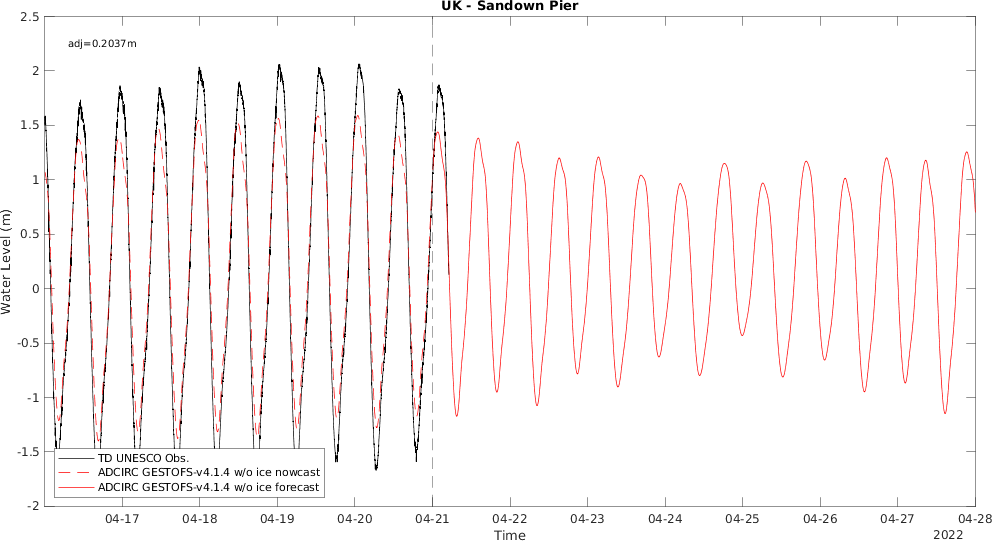 UK - Sandown Pier
adj=0.2037m
2.5
2
1.5
1
0.5
0
-0.5
-1
-1.5
-2
Water Level (m)
TD UNESCO Obs.
ADCIRC GESTOFS-v4.1.4 w/o ice nowcast
ADCIRC GESTOFS-v4.1.4 w/o ice forecast
04-17 04-18 04-19 04-20 04-21 04-22 04-23 04-24 04-25 04-26 04-27 04-28
Time
2022